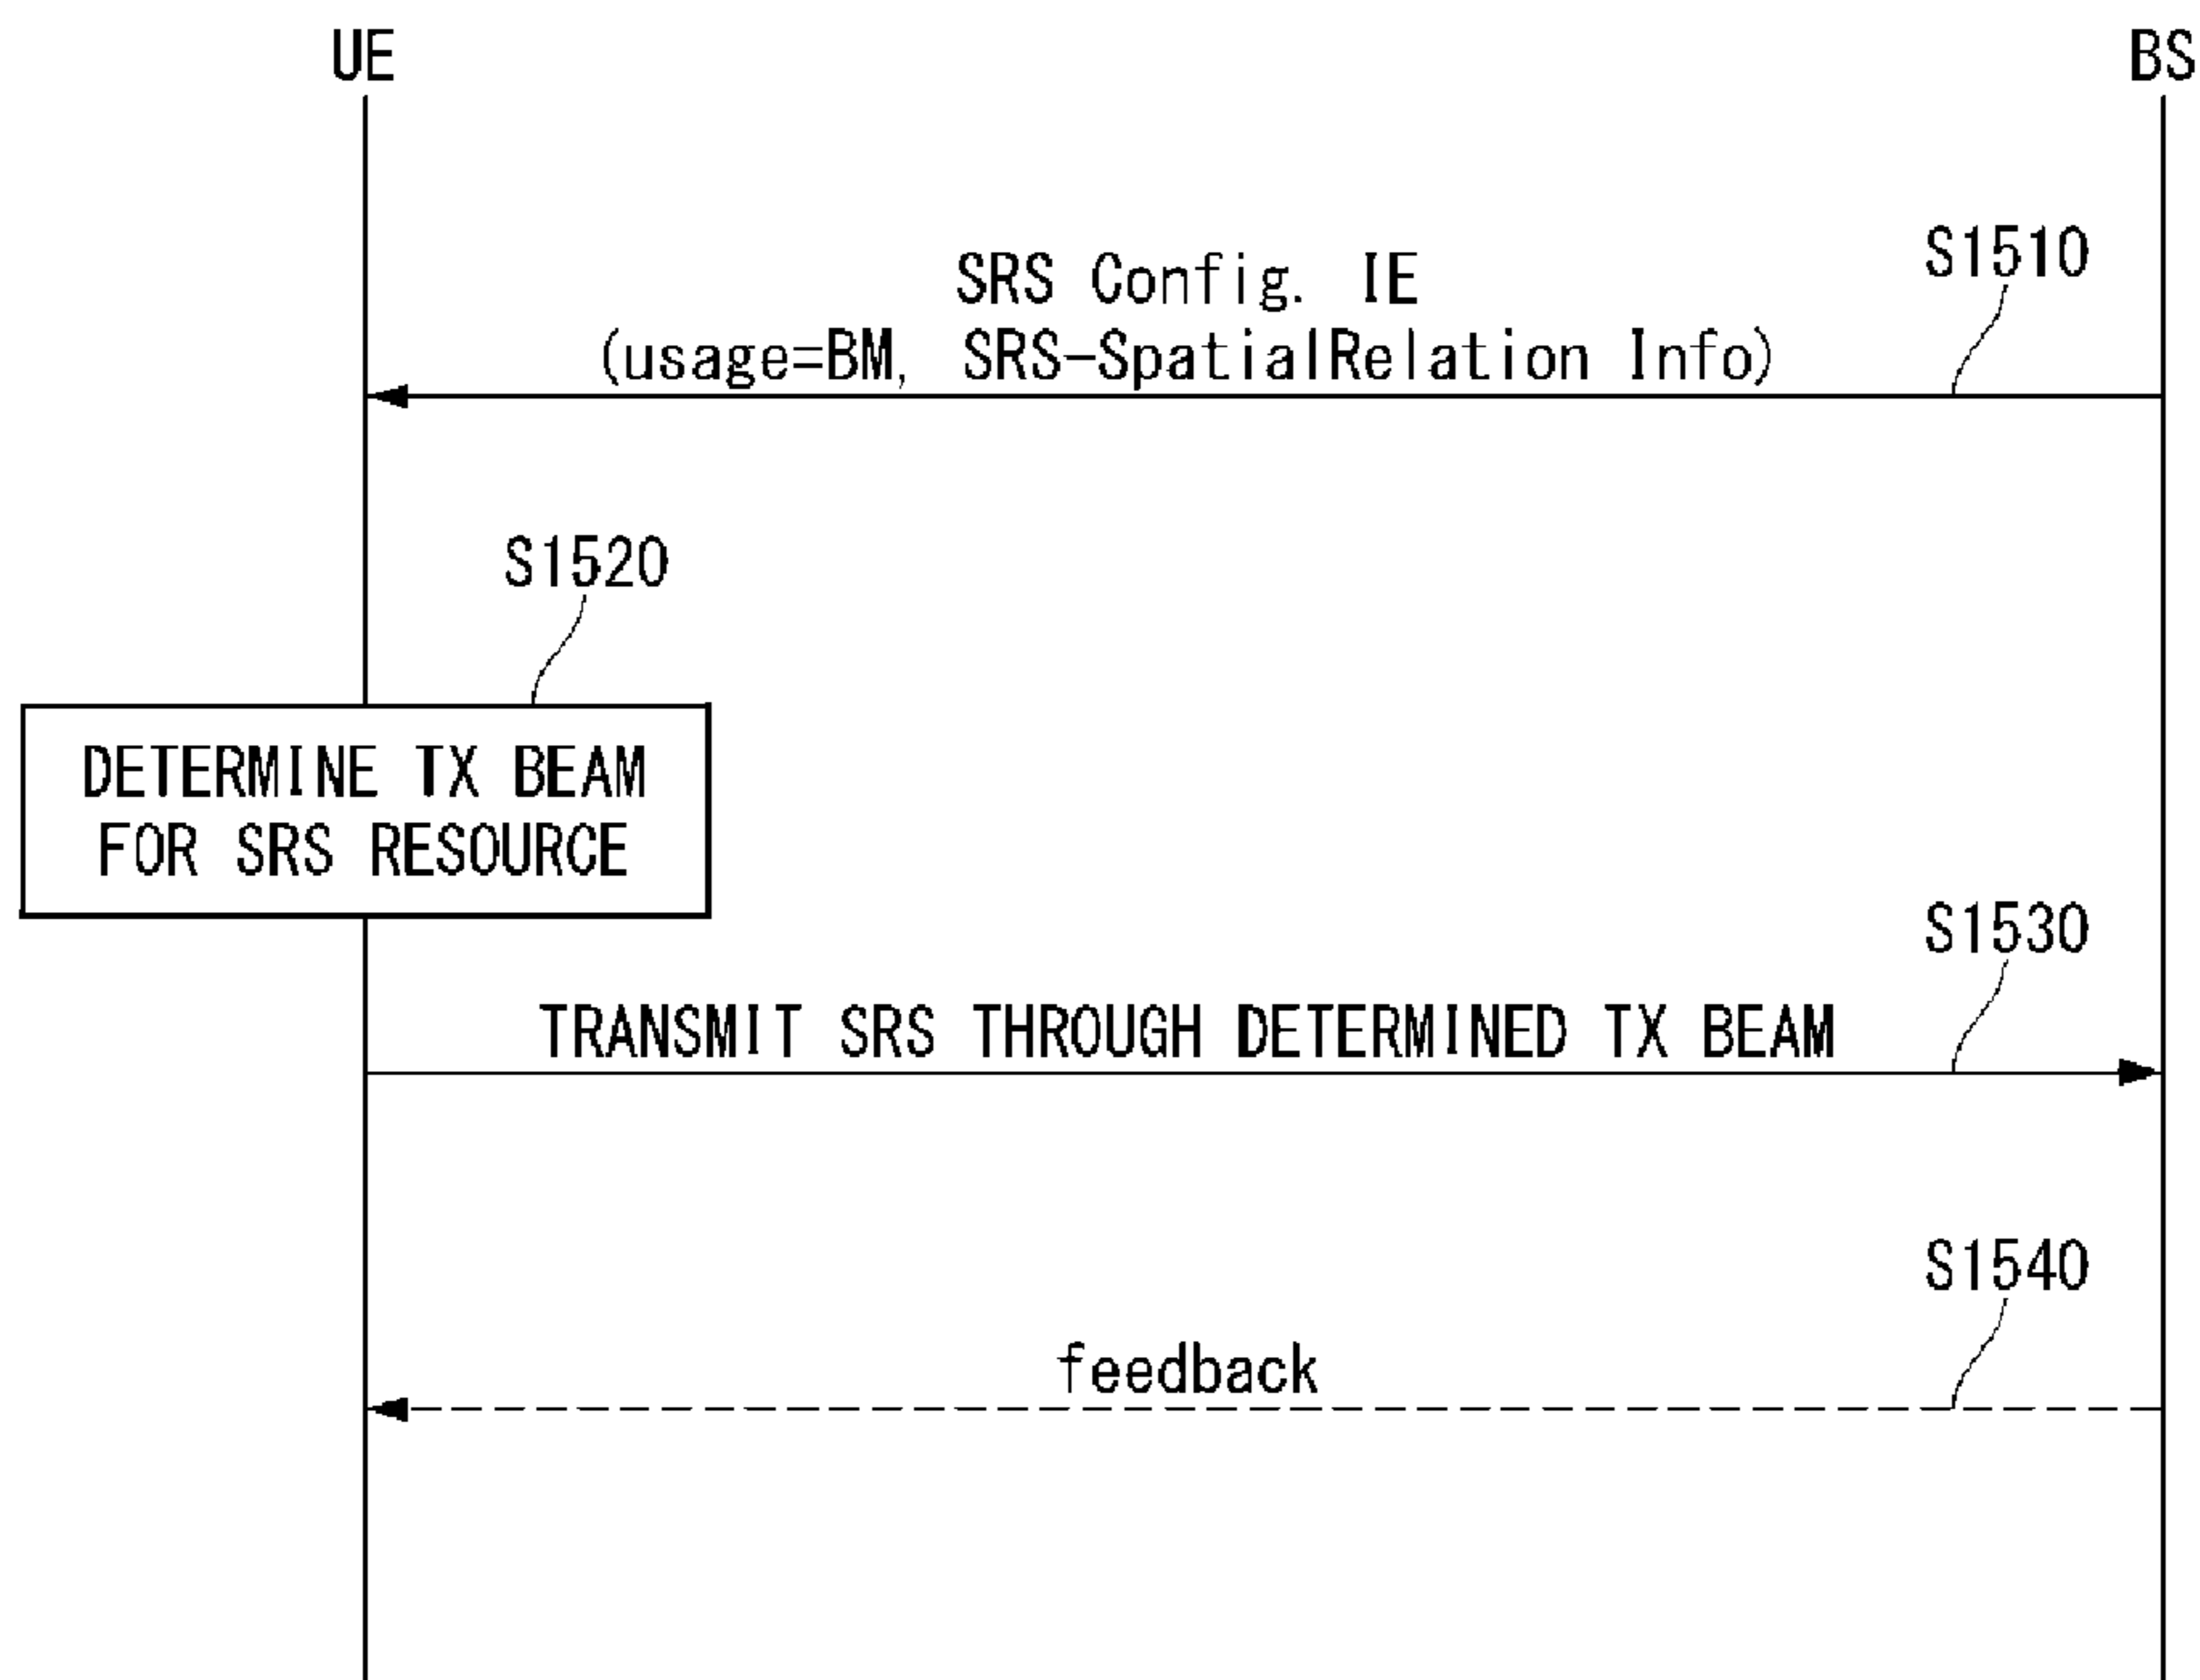 UE
BS
S1510
SRS Config. IE
(usage=BM, SRS-SpatialRelation Info)
S1520
DETERMINE TX BEAM
FOR SRS RESOURCE
S1530
TRANSMIT SRS THROUGH DETERMINED TX BEAM
S1540
feedback